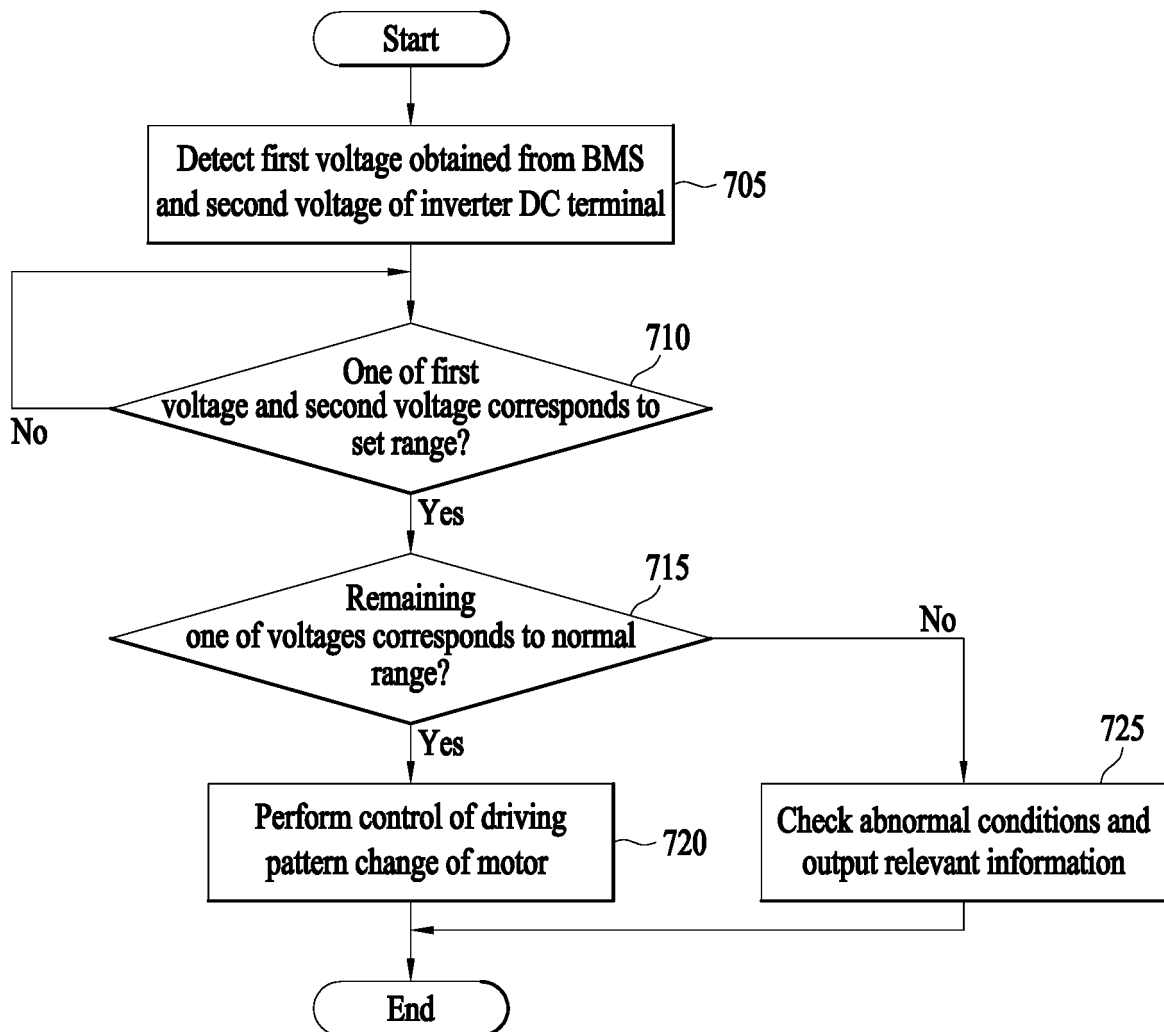 Start
Detect first voltage obtained from BMS
and second voltage of inverter DC terminal
705
710
One of first
voltage and second voltage corresponds to
set range?
No
Yes
715
Remaining
one of voltages corresponds to normal
range?
No
Yes
725
Perform control of driving
pattern change of motor
720
Check abnormal conditions and
output relevant information
End